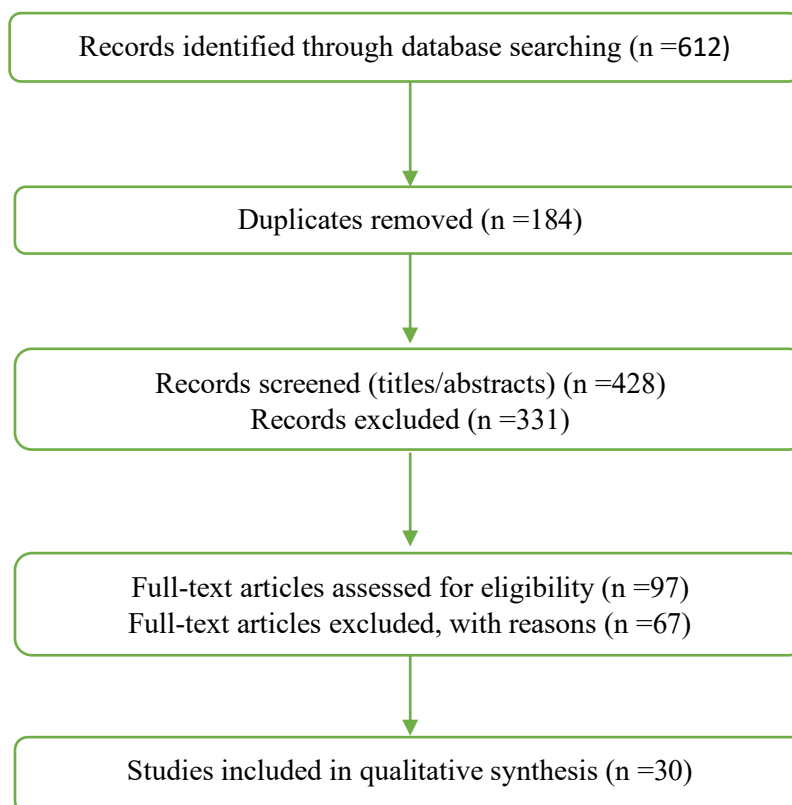 Records identified through database searching (n =612)
Duplicates removed (n =184)
Records screened (titles/abstracts) (n =428)
Records excluded (n =331)
Full-text articles assessed for eligibility (n =97)
Full-text articles excluded, with reasons (n =67)
Studies included in qualitative synthesis (n =30)